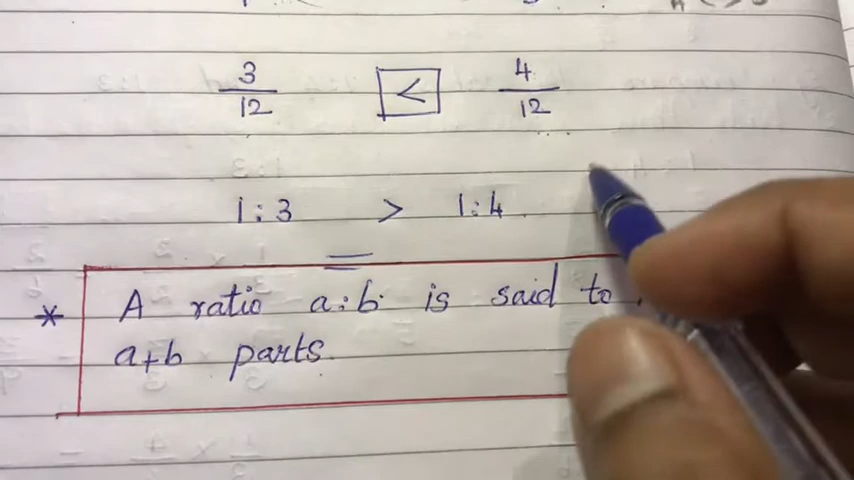 3/12 < 4/12
1:3 > 1:4
* A ratio a:b is said to
a+b parts